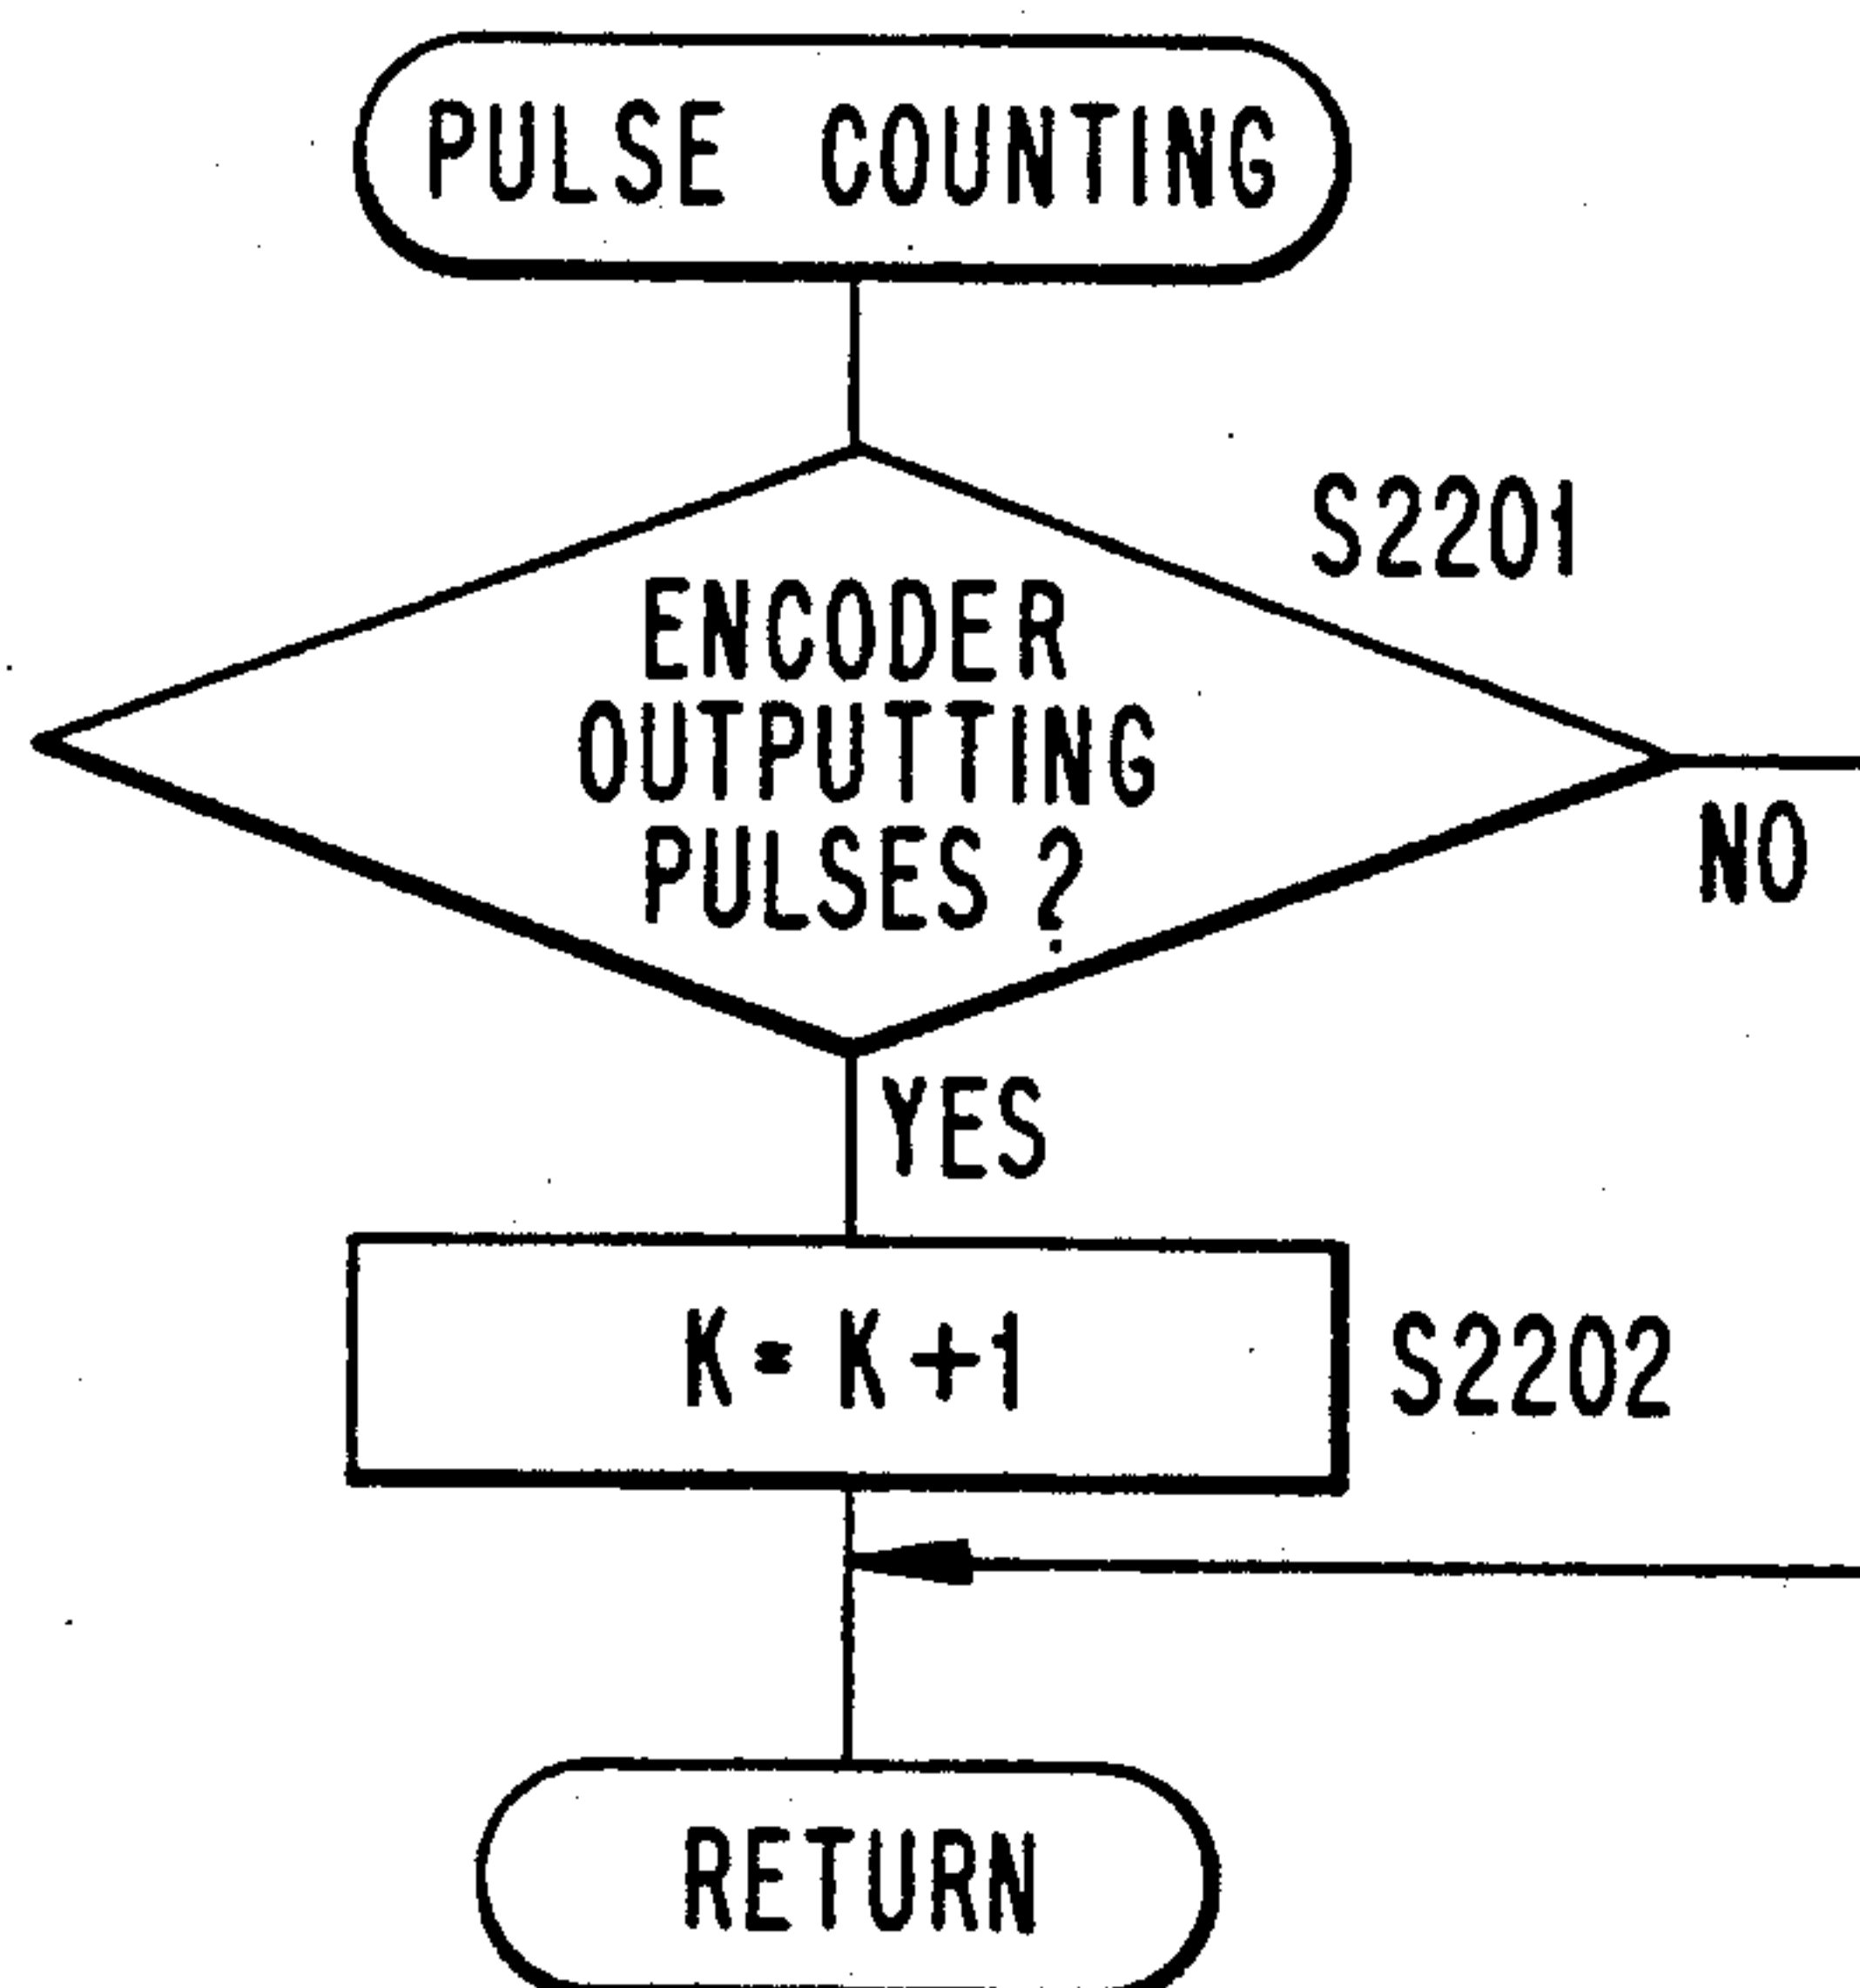 PULSE COUNTING
S2201
ENCODER
OUTPUTTING
PULSES ?
NO
YES
K= K +1
S2202
RETURN